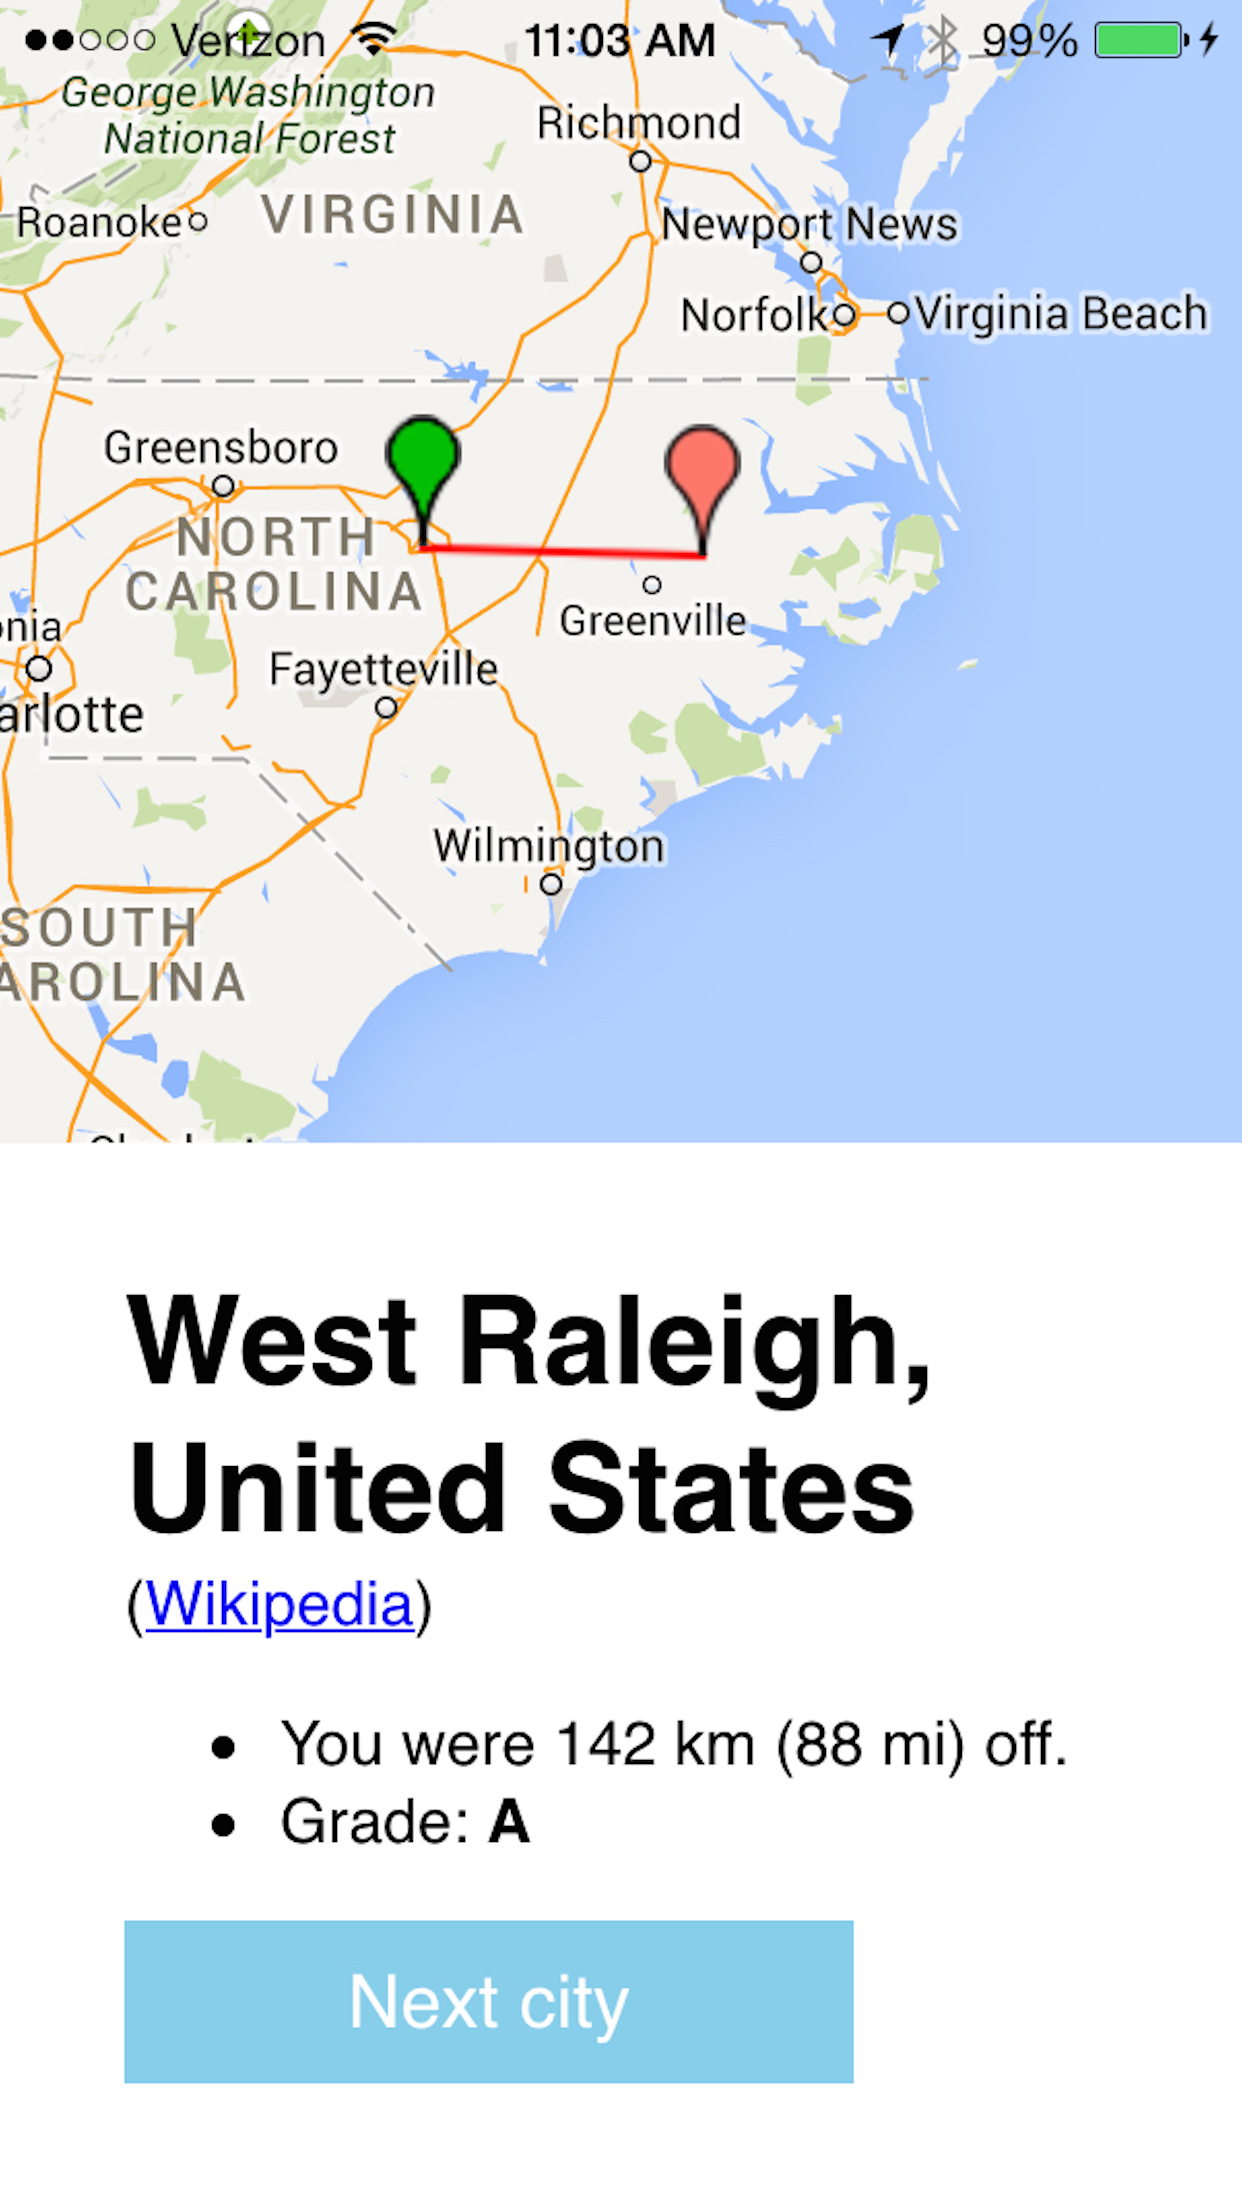 Verizon 11:03 AM 99%
George Washington
National Forest
Richmond
Roanoke
VIRGINIA
Newport News
Norfolk
Virginia Beach
Greensboro
NORTH
CAROLINA
Greenville
onia
Fayetteville
arlotte
Wilmington
SOUTH
AROLINA
West Raleigh,
United States
(Wikipedia)
• You were 142 km (88 mi) off.
• Grade: A
Next city